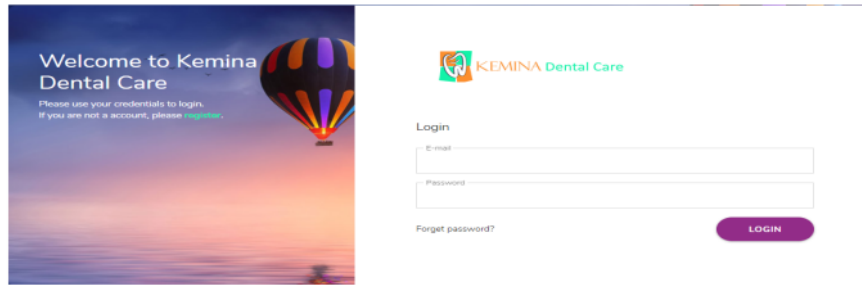 Welcome to Kemina
Dental Care
Please use your credentials to login.
If you are not a account, please register.
KEMINA Dental Care
Login
E-mail
Password
Forget password?
LOGIN